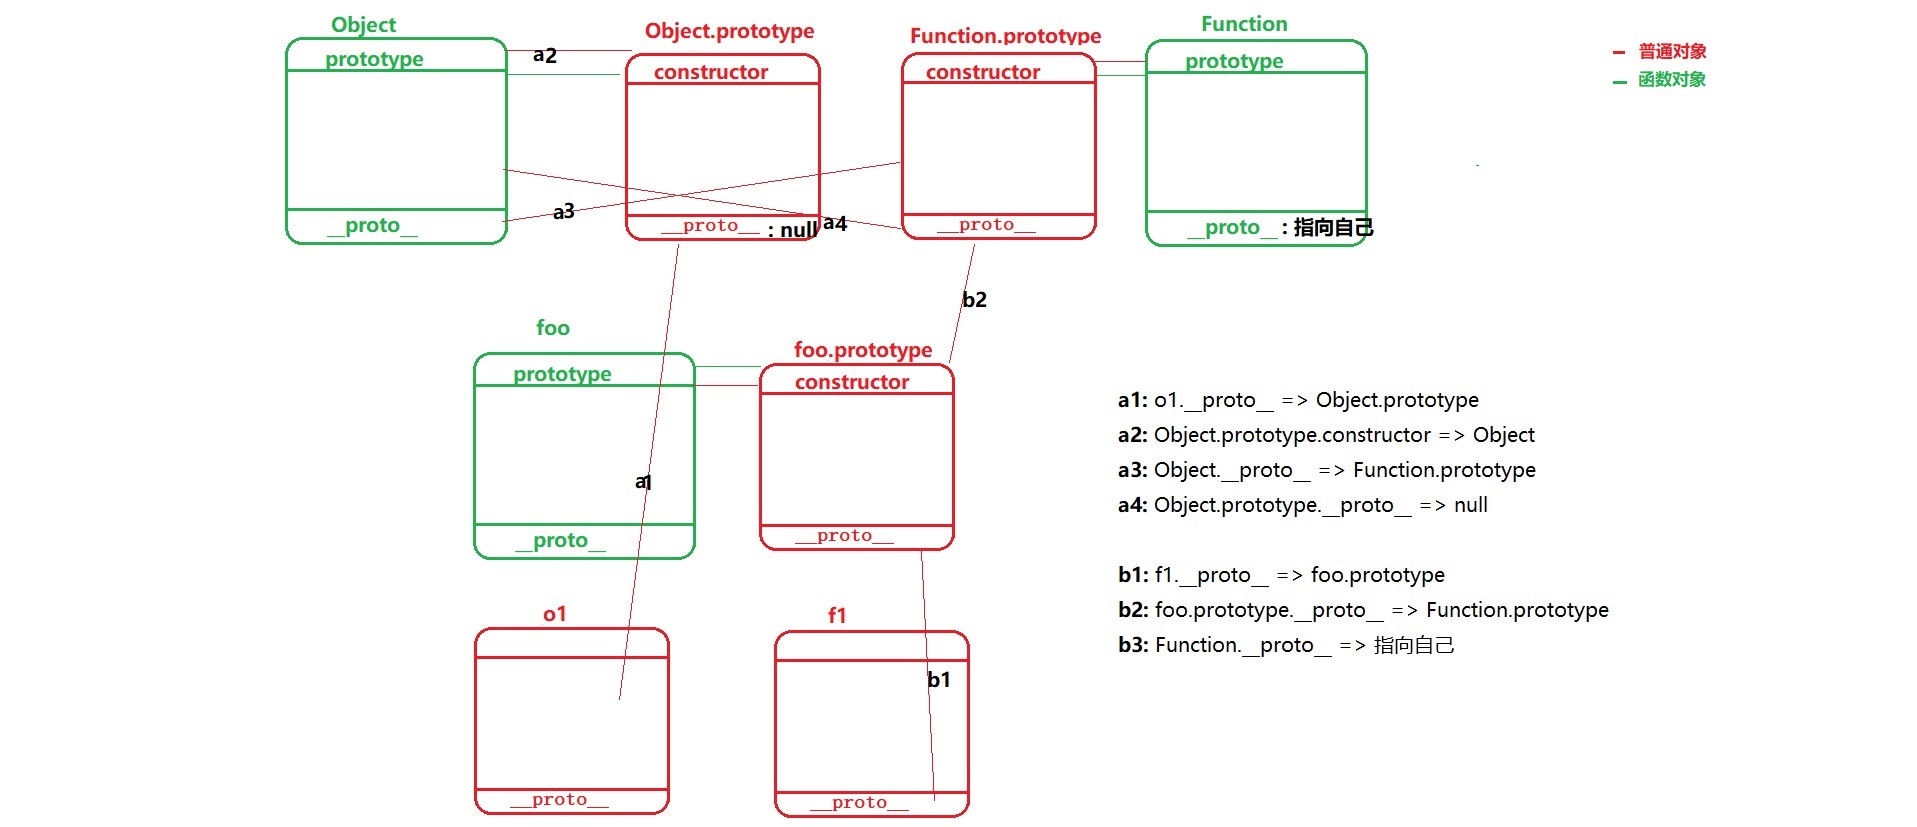 Object
Object.prototype
Function.prototype
Function
prototype
a2
constructor
constructor
prototype
普通对象
函数对象
a3
__proto__
__proto__ : null
a4
__proto__
__proto__ : 指向自己
b2
foo
foo.prototype
prototype
constructor
a1
__proto__
__proto__
o1
f1
b1
__proto__
__proto__
a1: o1.__proto__ => Object.prototype
a2: Object.prototype.constructor => Object
a3: Object.__proto__ => Function.prototype
a4: Object.prototype.__proto__ => null
b1: f1.__proto__ => foo.prototype
b2: foo.prototype.__proto__ => Function.prototype
b3: Function.__proto__ => 指向自己